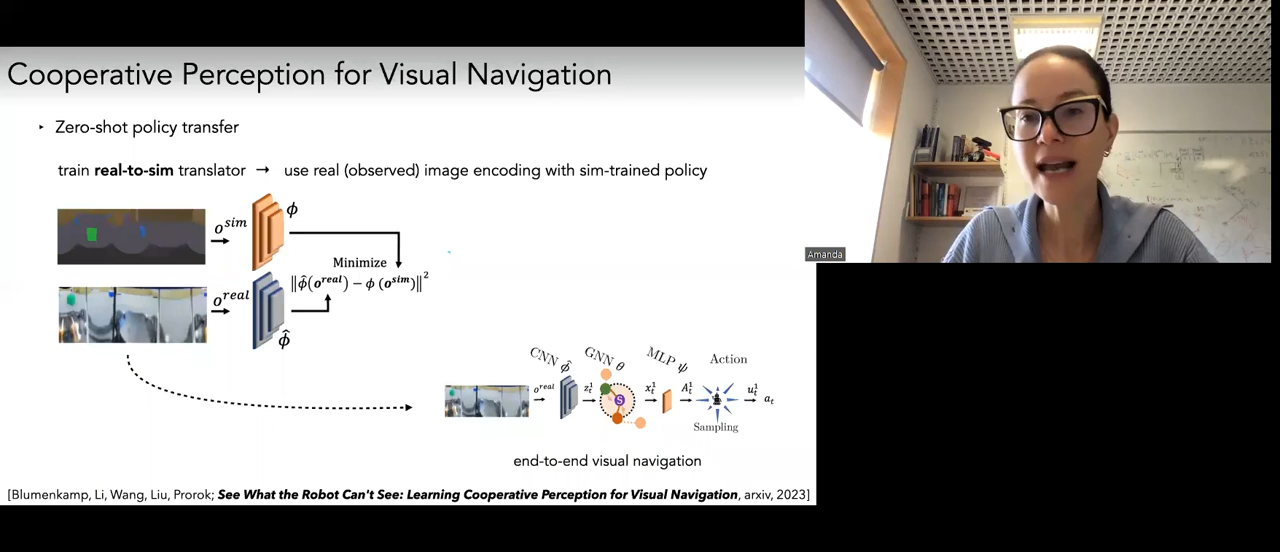 Cooperative Perception for Visual Navigation
‣ Zero-shot policy transfer
train real-to-sim translator → use real (observed) image encoding with sim-trained policy
o^sim
ϕ
Minimize
‖ϕ̂(o^real) − ϕ (o^sim)‖²
o^real
ϕ̂
CNN ϕ̂ GNN θ MLP ψ Action
o^real z_t^1 S x_t^1 A_t^1 u_t^1 a_t
Sampling
end-to-end visual navigation
[Blumenkamp, Li, Wang, Liu, Prorok; See What the Robot Can't See: Learning Cooperative Perception for Visual Navigation, arxiv, 2023]
Amanda